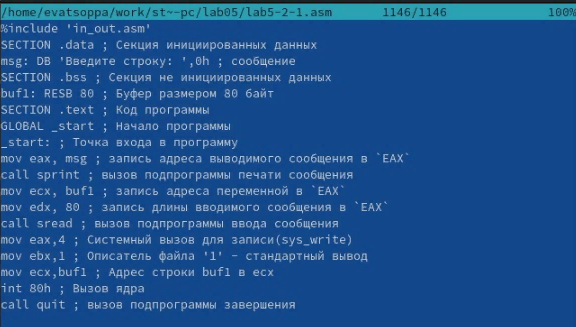 /home/evatsoppa/work/st~~pc/lab05/lab5-2-1.asm 1146/1146 100%
%include 'in_out.asm'
SECTION .data ; Секция инициированных данных
msg: DB 'Введите строку: ',0h ; сообщение
SECTION .bss ; Секция не инициированных данных
buf1: RESB 80 ; Буфер размером 80 байт
SECTION .text ; Код программы
GLOBAL _start ; Начало программы
_start: ; Точка входа в программу
mov eax, msg ; запись адреса выводимого сообщения в `EAX`
call sprint ; вызов подпрограммы печати сообщения
mov ecx, buf1 ; запись адреса переменной в `EAX`
mov edx, 80 ; запись длины вводимого сообщения в `EAX`
call sread ; вызов подпрограммы ввода сообщения
mov eax,4 ; Системный вызов для записи(sys_write)
mov ebx,1 ; Описатель файла '1' - стандартный вывод
mov ecx,buf1 ; Адрес строки buf1 в ecx
int 80h ; Вызов ядра
call quit ; вызов подпрограммы завершения